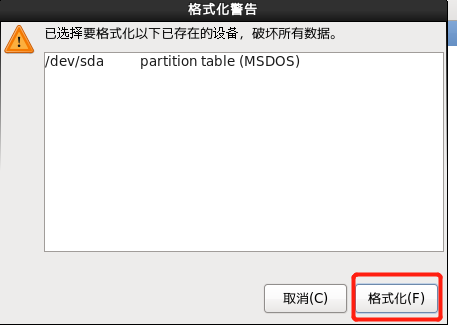 格式化警告
已选择要格式化以下已存在的设备，破坏所有数据。
/dev/sda partition table (MSDOS)
取消(C) 格式化(F)